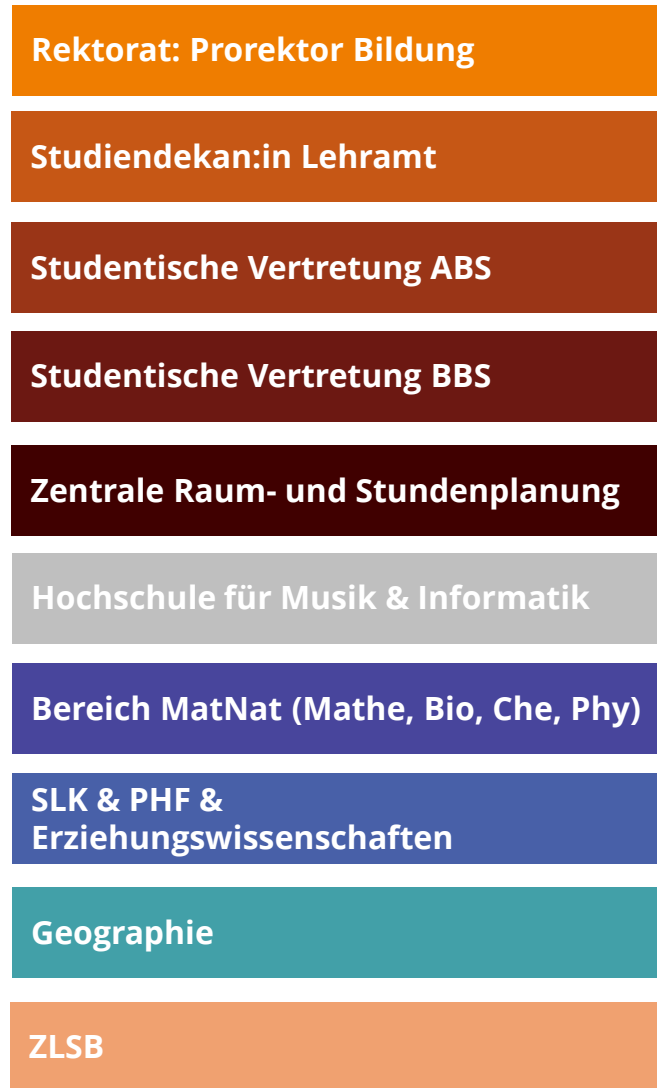 Rektorat: Prorektor Bildung
Studiendekan:in Lehramt
Studentische Vertretung ABS
Studentische Vertretung BBS
Zentrale Raum- und Stundenplanung
Hochschule für Musik & Informatik
Bereich MatNat (Mathe, Bio, Che, Phy)
SLK & PHF &
Erziehungswissenschaften
Geographie
ZLSB